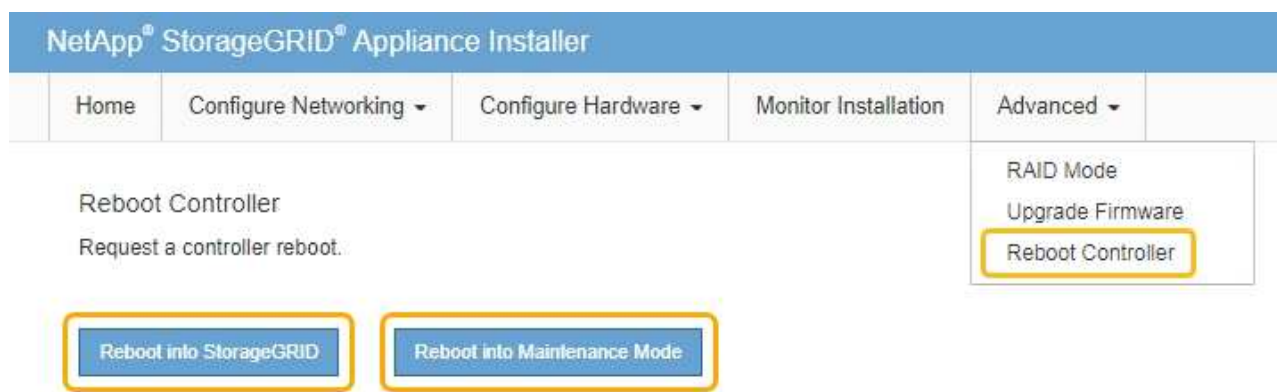 NetApp® StorageGRID® Appliance Installer
Home Configure Networking Configure Hardware Monitor Installation Advanced
RAID Mode
Upgrade Firmware
Reboot Controller
Reboot Controller
Request a controller reboot.
Reboot into StorageGRID Reboot into Maintenance Mode